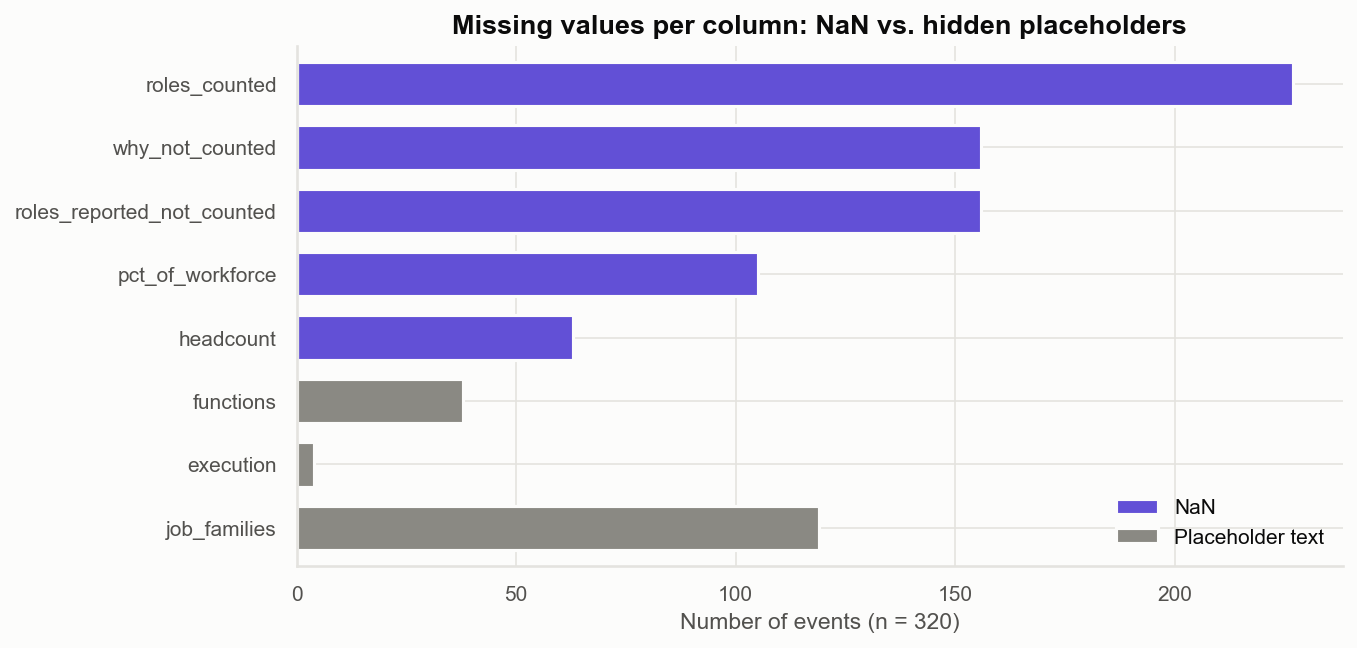 Missing values per column: NaN vs. hidden placeholders
roles_counted
why_not_counted
roles_reported_not_counted
pct_of_workforce
headcount
functions
execution
job_families
NaN
Placeholder text
0 50 100 150 200
Number of events (n = 320)